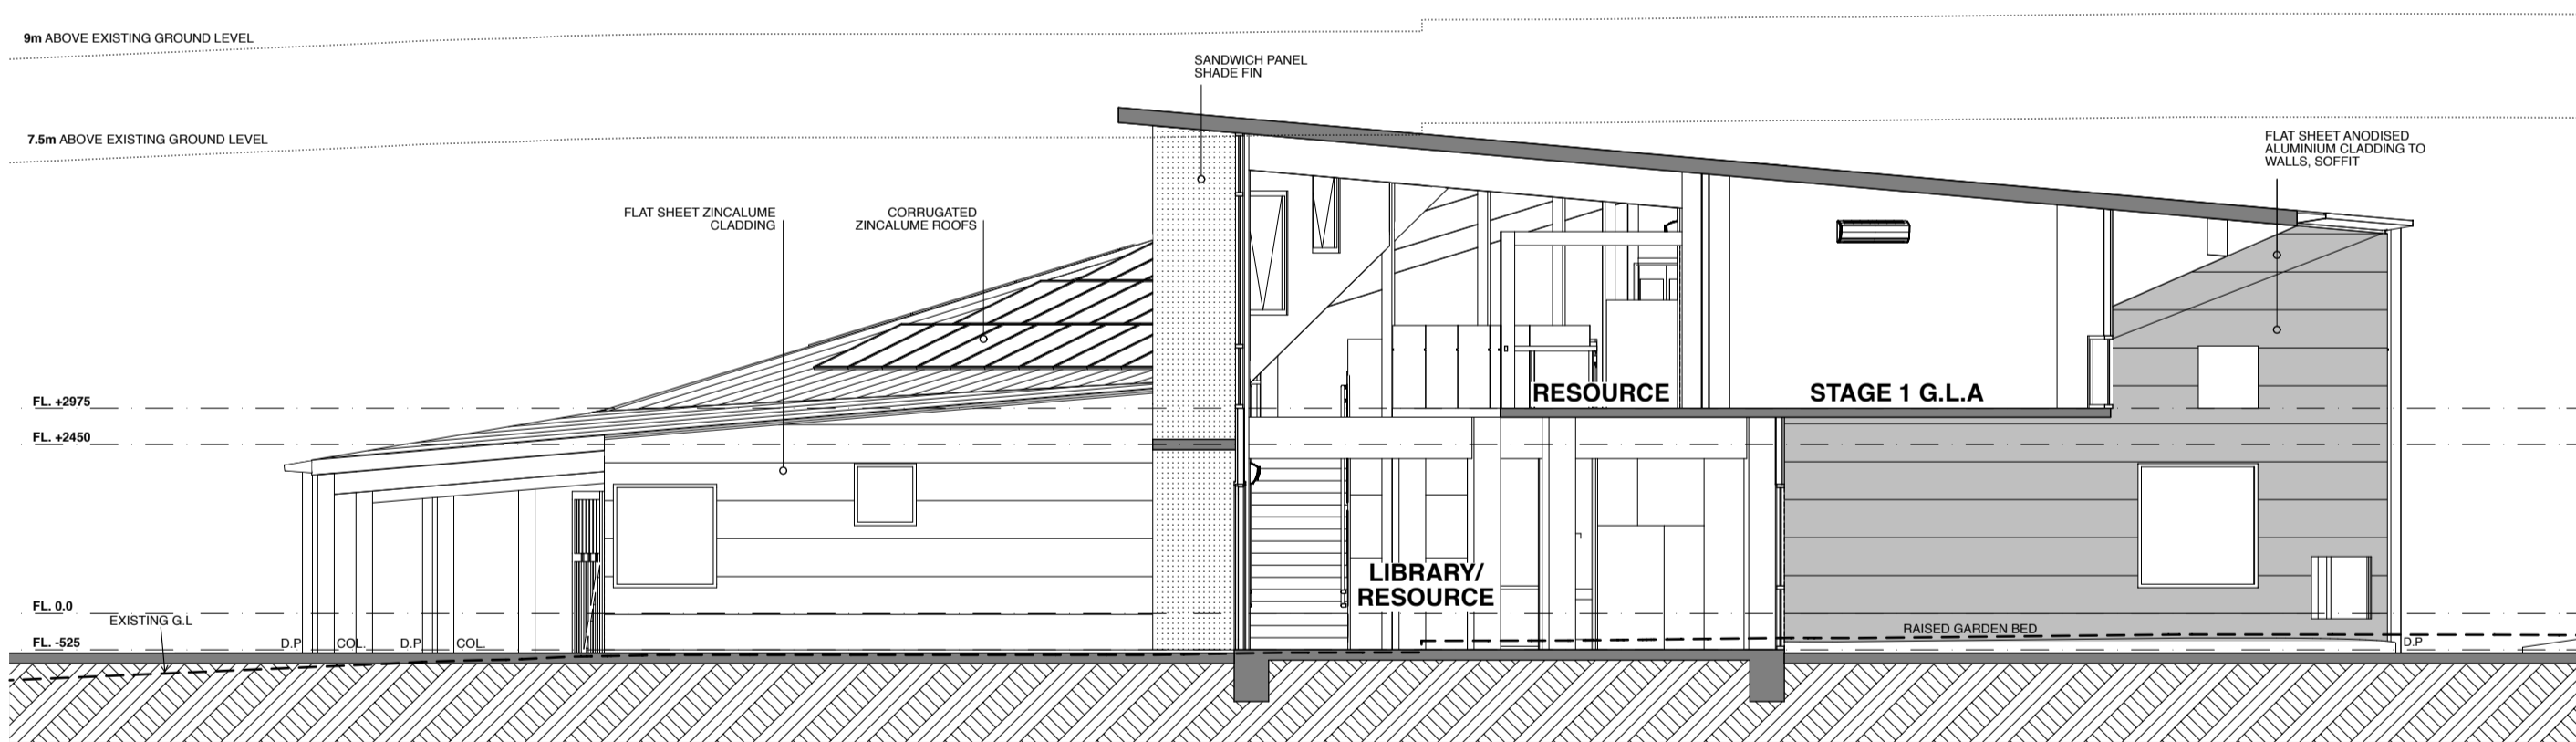 9m ABOVE EXISTING GROUND LEVEL
SANDWICH PANEL
SHADE FIN
7.5m ABOVE EXISTING GROUND LEVEL
FLAT SHEET ANODISED
ALUMINIUM CLADDING TO
WALLS, SOFFIT
FLAT SHEET ZINCALUME
CLADDING
CORRUGATED
ZINCALUME ROOFS
FL. +2975
RESOURCE
STAGE 1 G.L.A
FL. +2450
LIBRARY/
RESOURCE
FL. 0.0
EXISTING G.L
RAISED GARDEN BED
FL. -525
D.P
COL.
D.P
COL.
D.P